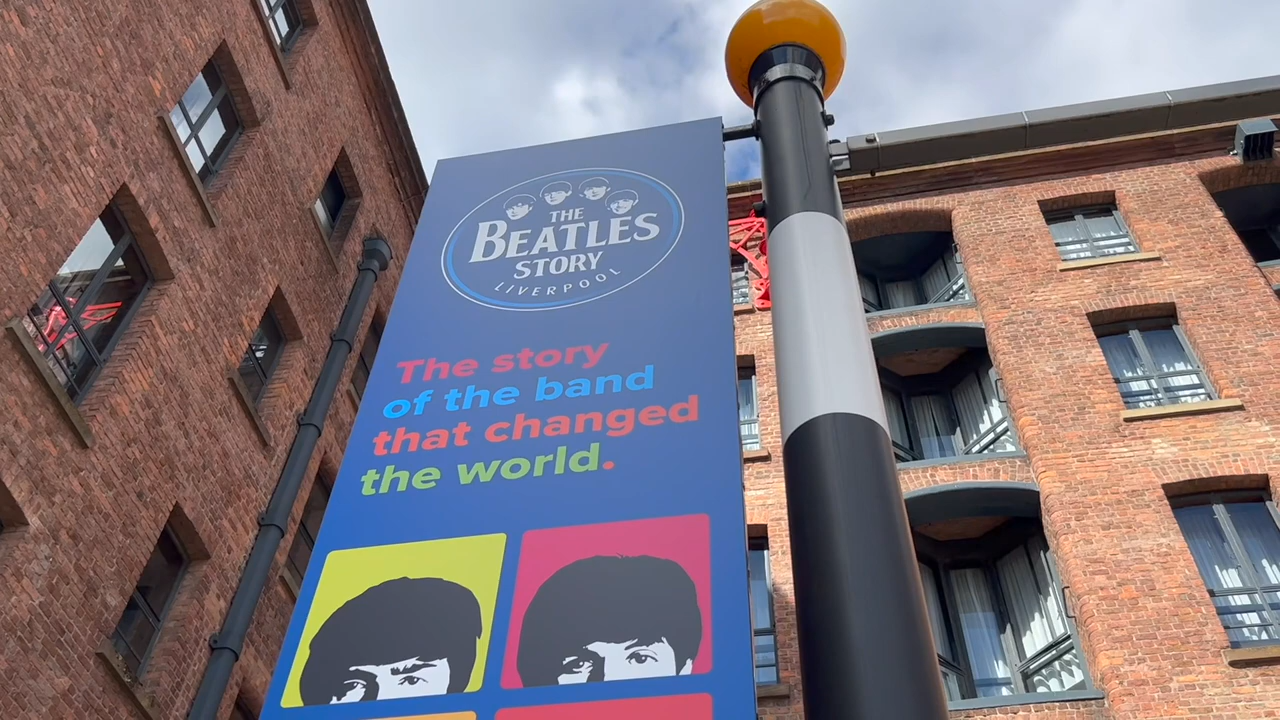 THE
BEATLES
STORY
LIVERPOOL
The story
of the band
that changed
the world.